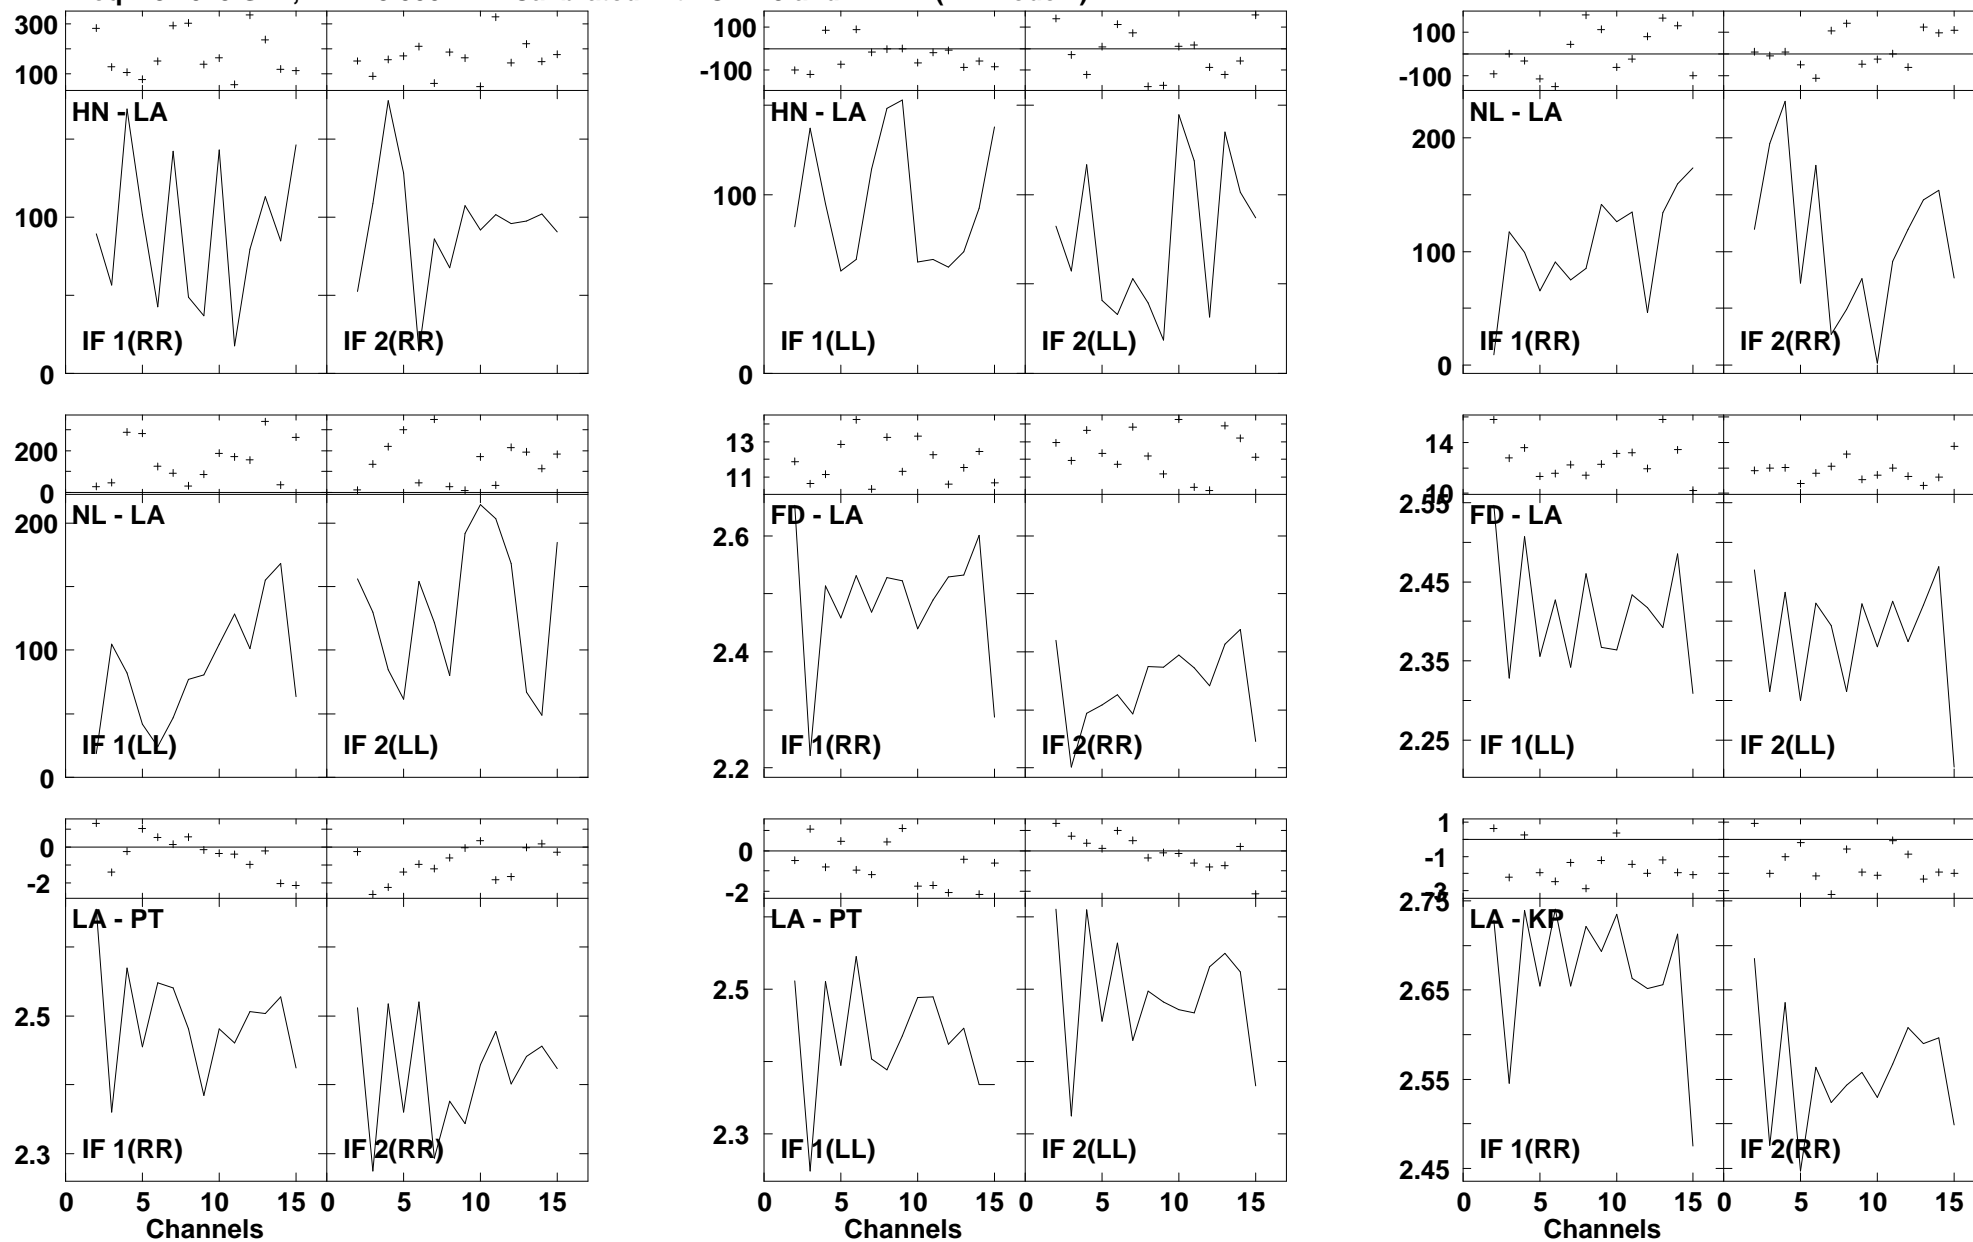 300
100
100
-100
100
-100
HN - LA
HN - LA
NL - LA
100
0
100
0
200
100
0
IF 1(RR)
IF 2(RR)
IF 1(LL)
IF 2(LL)
IF 1(RR)
IF 2(RR)
200
0
13
11
14
10
NL - LA
FD - LA
FD - LA
200
100
0
2.6
2.4
2.2
2.55
2.45
2.35
2.25
IF 1(LL)
IF 2(LL)
IF 1(RR)
IF 2(RR)
IF 1(LL)
IF 2(LL)
0
-2
0
-2
1
-1
-3
LA - PT
LA - PT
LA - KP
2.5
2.3
2.5
2.3
2.75
2.65
2.55
2.45
IF 1(RR)
IF 2(RR)
IF 1(LL)
IF 2(LL)
IF 1(RR)
IF 2(RR)
0 5 10 15 0 5 10 15
0 5 10 15 0 5 10 15
0 5 10 15 0 5 10 15
Channels
Channels
Channels